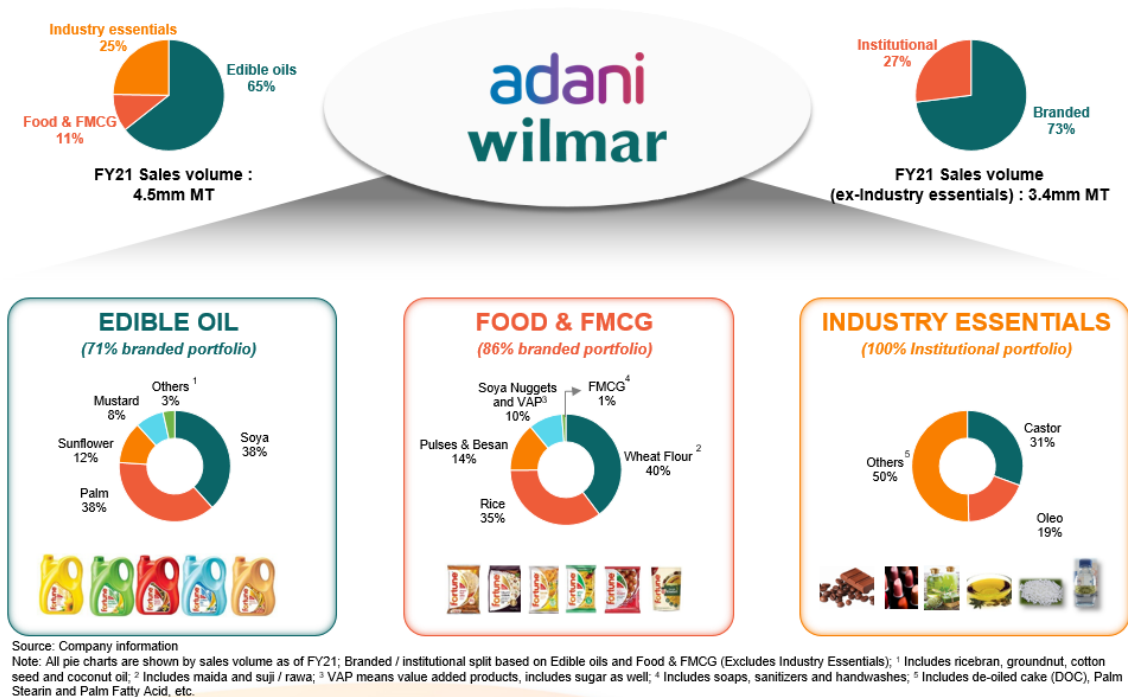 Industry essentials
25%
Edible oils
65%
Food & FMCG
11%
FY21 Sales volume :
4.5mm MT
adani
wilmar
Institutional
27%
Branded
73%
FY21 Sales volume
(ex-Industry essentials) : 3.4mm MT
EDIBLE OIL
(71% branded portfolio)
Others 1
3%
Mustard
8%
Sunflower
12%
Soya
38%
Palm
38%
FOOD & FMCG
(86% branded portfolio)
Soya Nuggets
and VAP3
10%
FMCG4
1%
Pulses & Besan
14%
Wheat Flour 2
40%
Rice
35%
fortune
fortune
fortune
fortune
fortune
fortune
INDUSTRY ESSENTIALS
(100% Institutional portfolio)
Castor
31%
Others5
50%
Oleo
19%
Source: Company information
Note: All pie charts are shown by sales volume as of FY21; Branded / institutional split based on Edible oils and Food & FMCG (Excludes Industry Essentials); 1 Includes ricebran, groundnut, cotton
seed and coconut oil; 2 Includes maida and suji / rawa; 3 VAP means value added products, includes sugar as well; 4 Includes soaps, sanitizers and handwashes; 5 Includes de-oiled cake (DOC), Palm
Stearin and Palm Fatty Acid, etc.